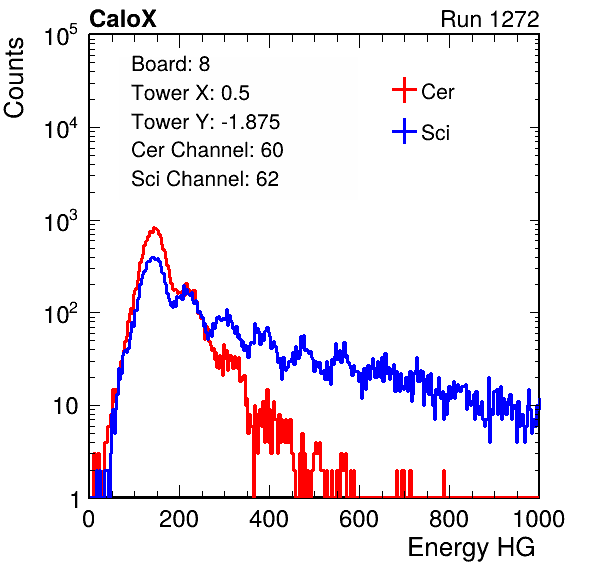 CaloX Run 1272
Counts
10^5
10^4
10^3
10^2
10
1
Board: 8
Tower X: 0.5
Tower Y: -1.875
Cer Channel: 60
Sci Channel: 62
Cer
Sci
0 200 400 600 800 1000
Energy HG